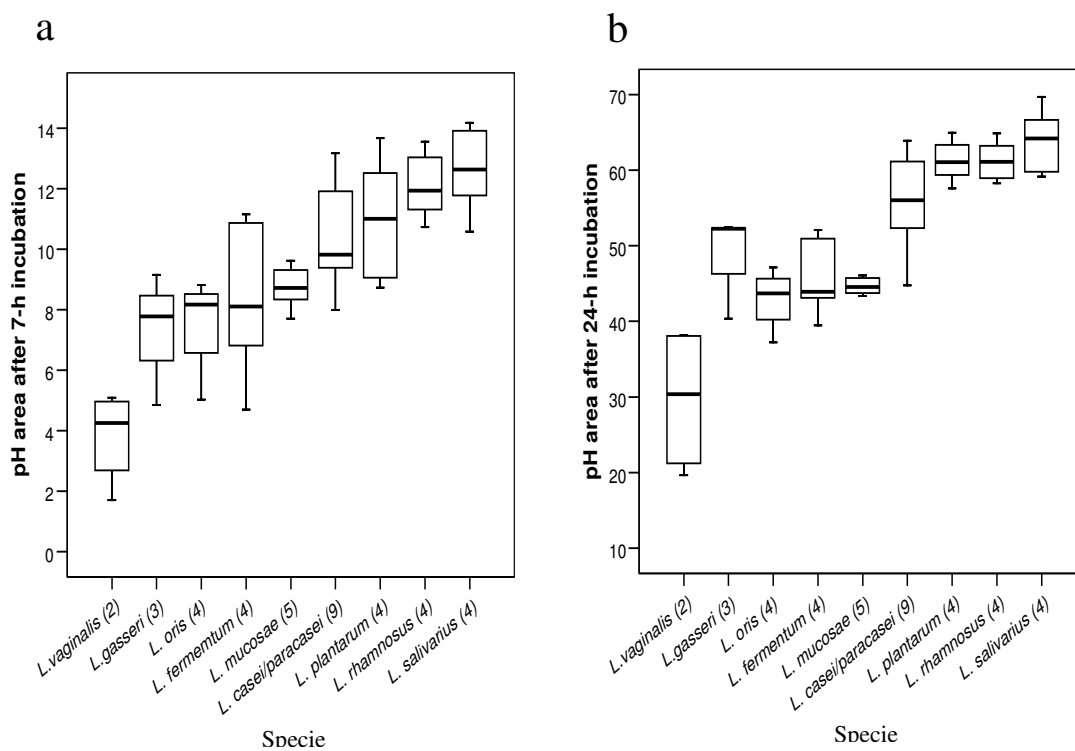 a
pH area after 7-h incubation
14
12
10
8
6
4
2
0
L.vaginalis (2)
L.gasseri (3)
L. oris (4)
L. fermentum (4)
L. mucosae (5)
L. casei/paracasei (9)
L. plantarum (4)
L. rhamnosus (4)
L. salivarius (4)
Specie
b
pH area after 24-h incubation
70
60
50
40
30
20
10
L.vaginalis (2)
L.gasseri (3)
L. oris (4)
L. fermentum (4)
L. mucosae (5)
L. casei/paracasei (9)
L. plantarum (4)
L. rhamnosus (4)
L. salivarius (4)
Specie